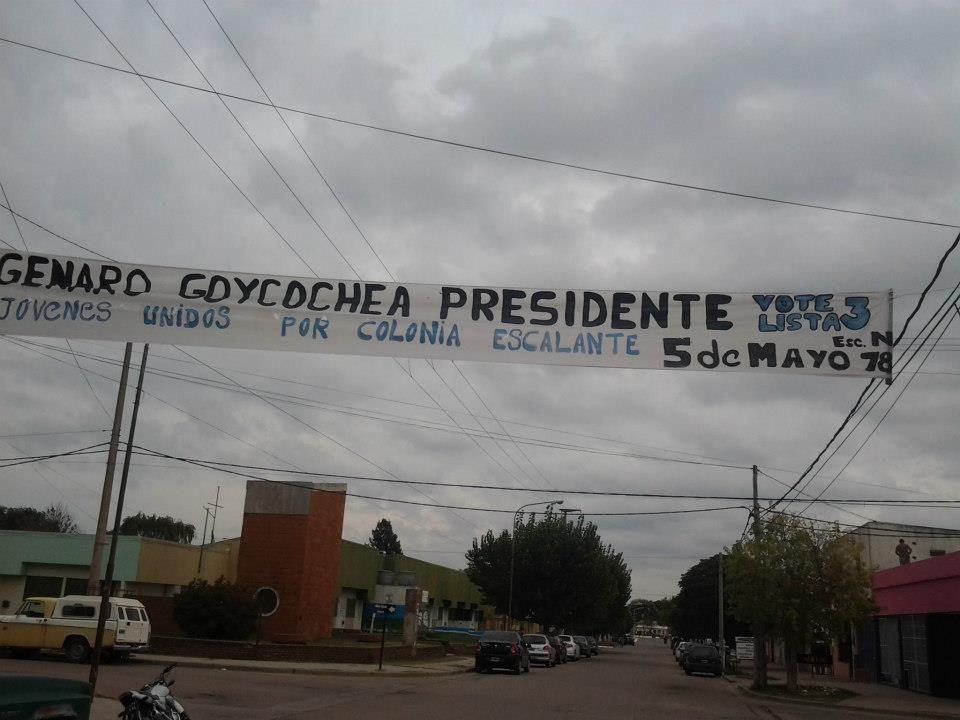 GENARO GOYCOCHEA PRESIDENTE VOTE
LISTA 3
JOVENES UNIDOS POR COLONIA ESCALANTE
5 de MAYO
Esc. N
78